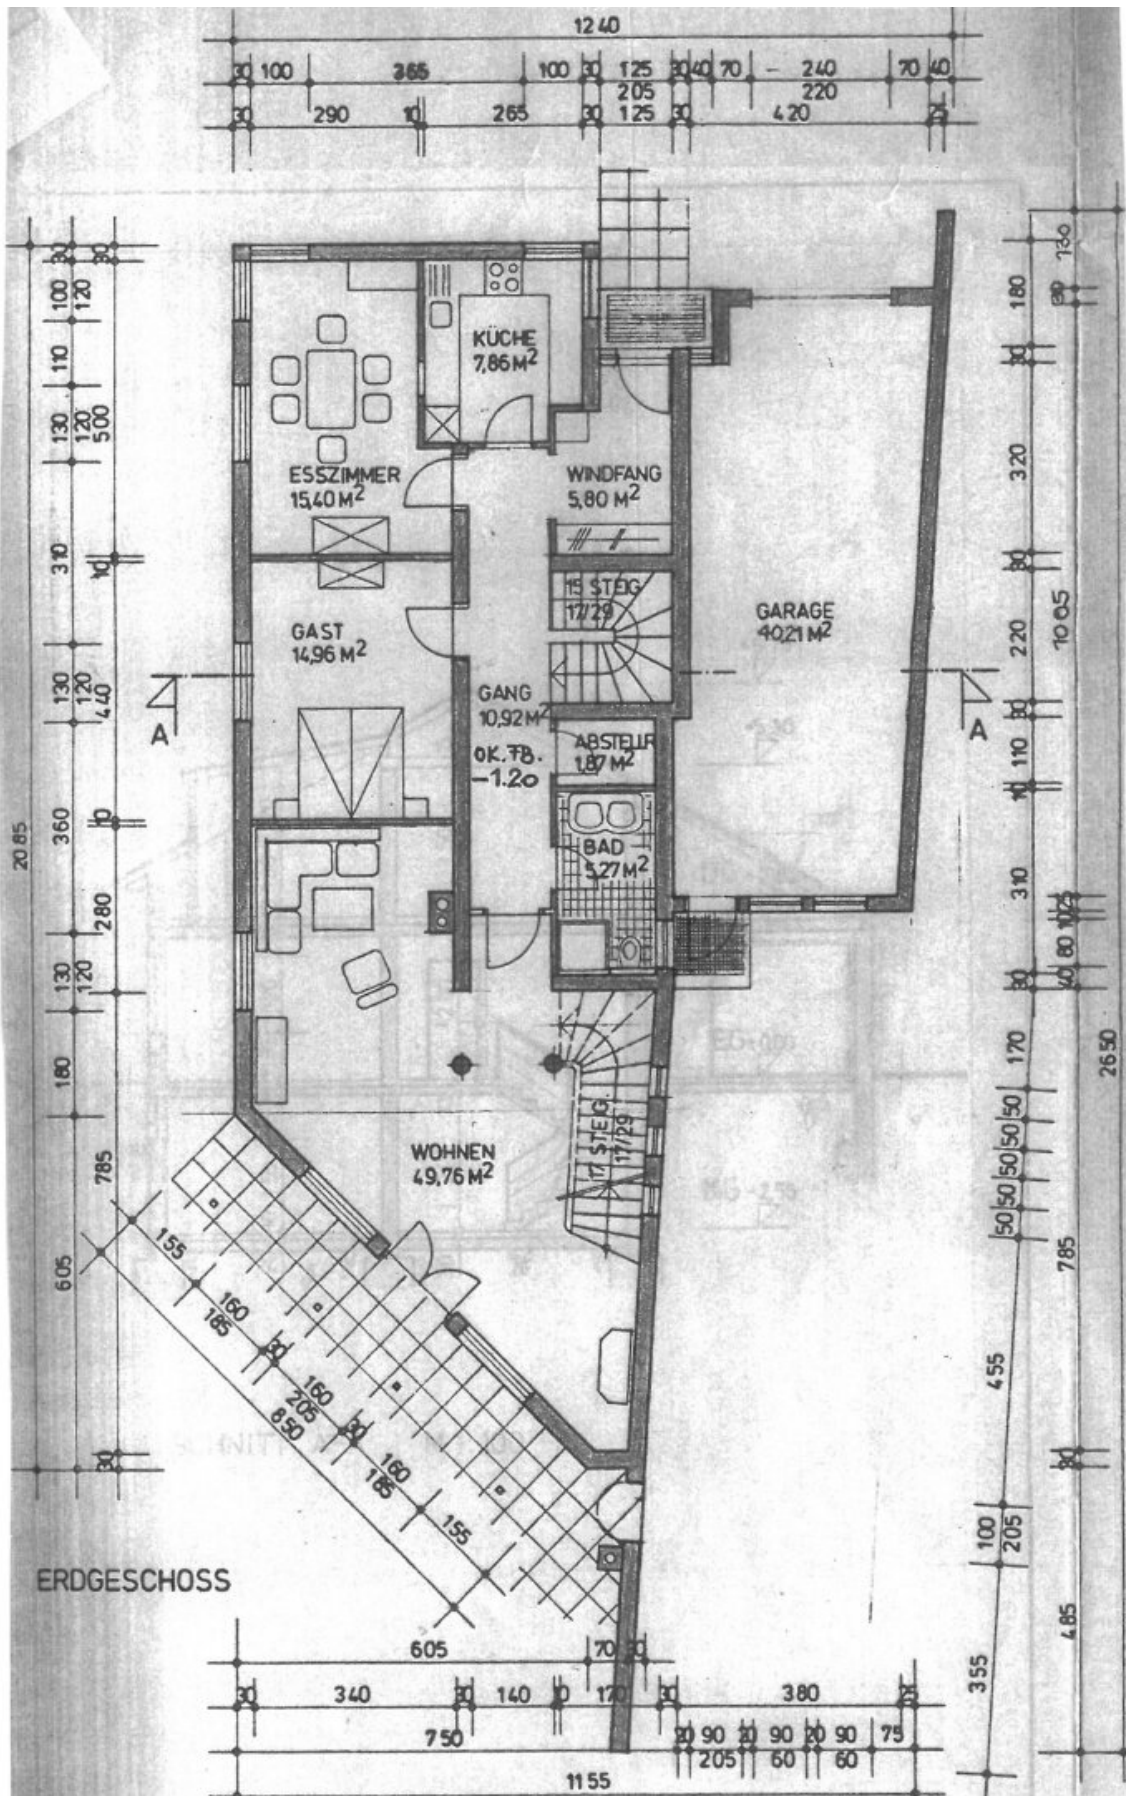 1240
30 100 365 100 30 125 30 40 70 240 70 40
205 220
30 290 10 265 30 125 30 420 25
KÜCHE
7,86 M²
ESSZIMMER
15,40 M²
WINDFANG
5,80 M²
15 STEIG
17/29
GARAGE
40,21 M²
GAST
14,96 M²
GANG
10,92 M²
OK. FB.
-1.20
ABSTELLR
1,87 M²
BAD
5,27 M²
A
A
WOHNEN
49,76 M²
17 STEIG.
17/29
2085
30 100 110 130 310 130 360 130 180 605
120 120 120 120
30 500 10 440 10 280 785 30
180 30 320 30 220 30 110 10 310 30 170 50 50 50 50 50 455 100 355
205
130 30 1005 25 10 80 40 785 30 485
2650
155 160 30 160 30 160 155
185 205 185
850
ERDGESCHOSS
605 70 30
30 340 30 140 10 170 30 380 25
750 20 90 20 90 20 90 75
205 60 60
1155